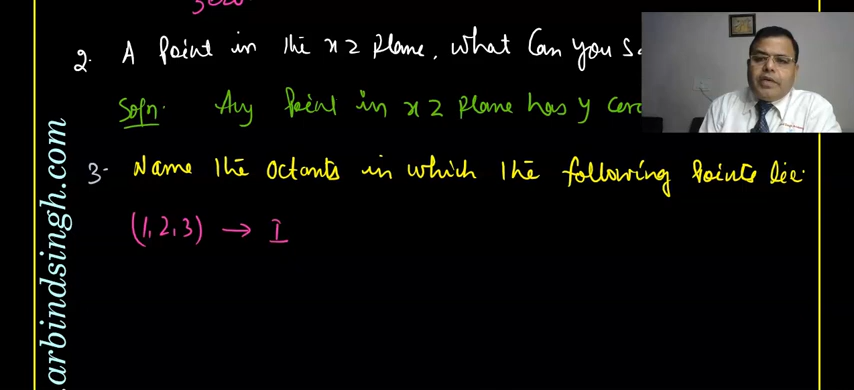 zero
2. A Point in the x z plane, What Can you
Soln. Any Point in x z plane has y
3- Name the Octants in which the following Points lie.
(1,2,3) → I
arbindsingh.com